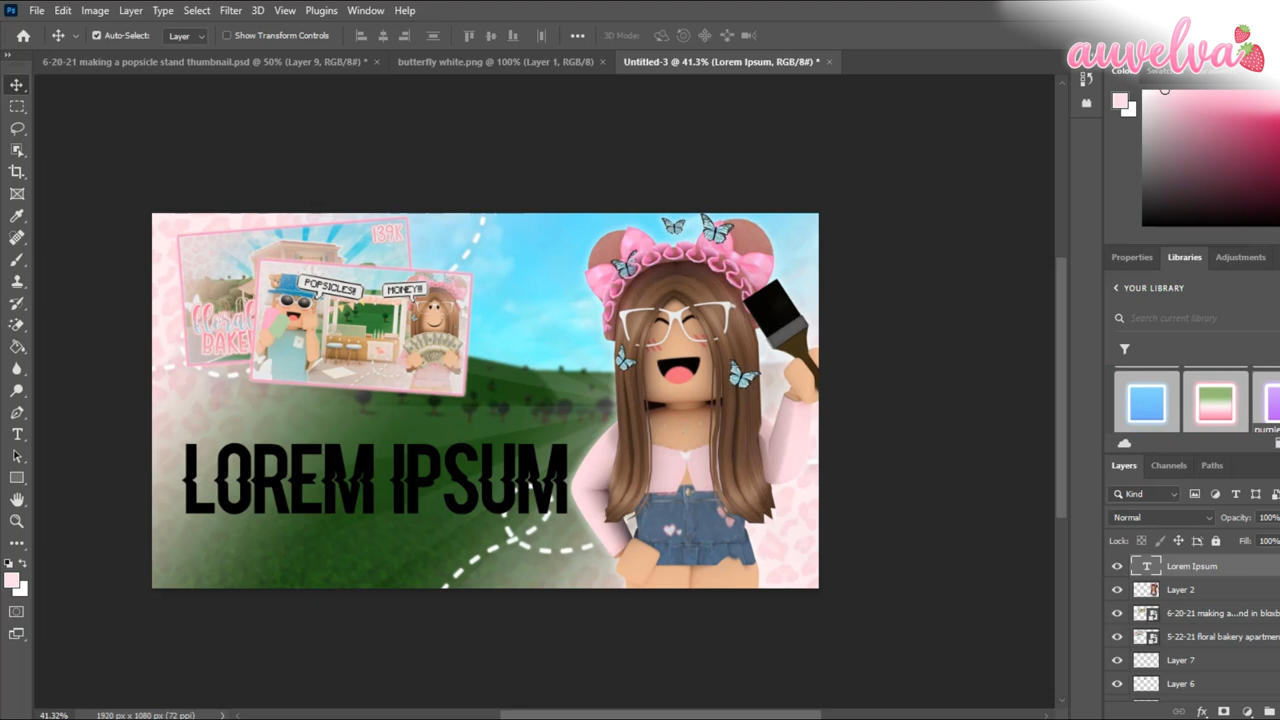 Ps File Edit Image Layer Type Select Filter 3D View Plugins Window Help
auvelva
Auto-Select: Layer Show Transform Controls 3D Mode:
6-20-21 making a popsicle stand thumbnail.psd @ 50% (Layer 9, RGB/8#) * × butterfly white.png @ 100% (Layer 1, RGB/8) × Untitled-3 @ 41.3% (Lorem Ipsum, RGB/8#) * ×
139K
POPSICLES!!
MONEY!!!
floral
BAKE
LOREM IPSUM
Properties Libraries Adjustments
YOUR LIBRARY
Search current library
Layers Channels Paths
Kind
Normal Opacity: 100%
Lock: Fill: 100%
T Lorem Ipsum
Layer 2
6-20-21 making a...nd in bloxb
5-22-21 floral bakery apartmen
Layer 7
Layer 6
41.32% 1920 px x 1080 px (72 ppi)